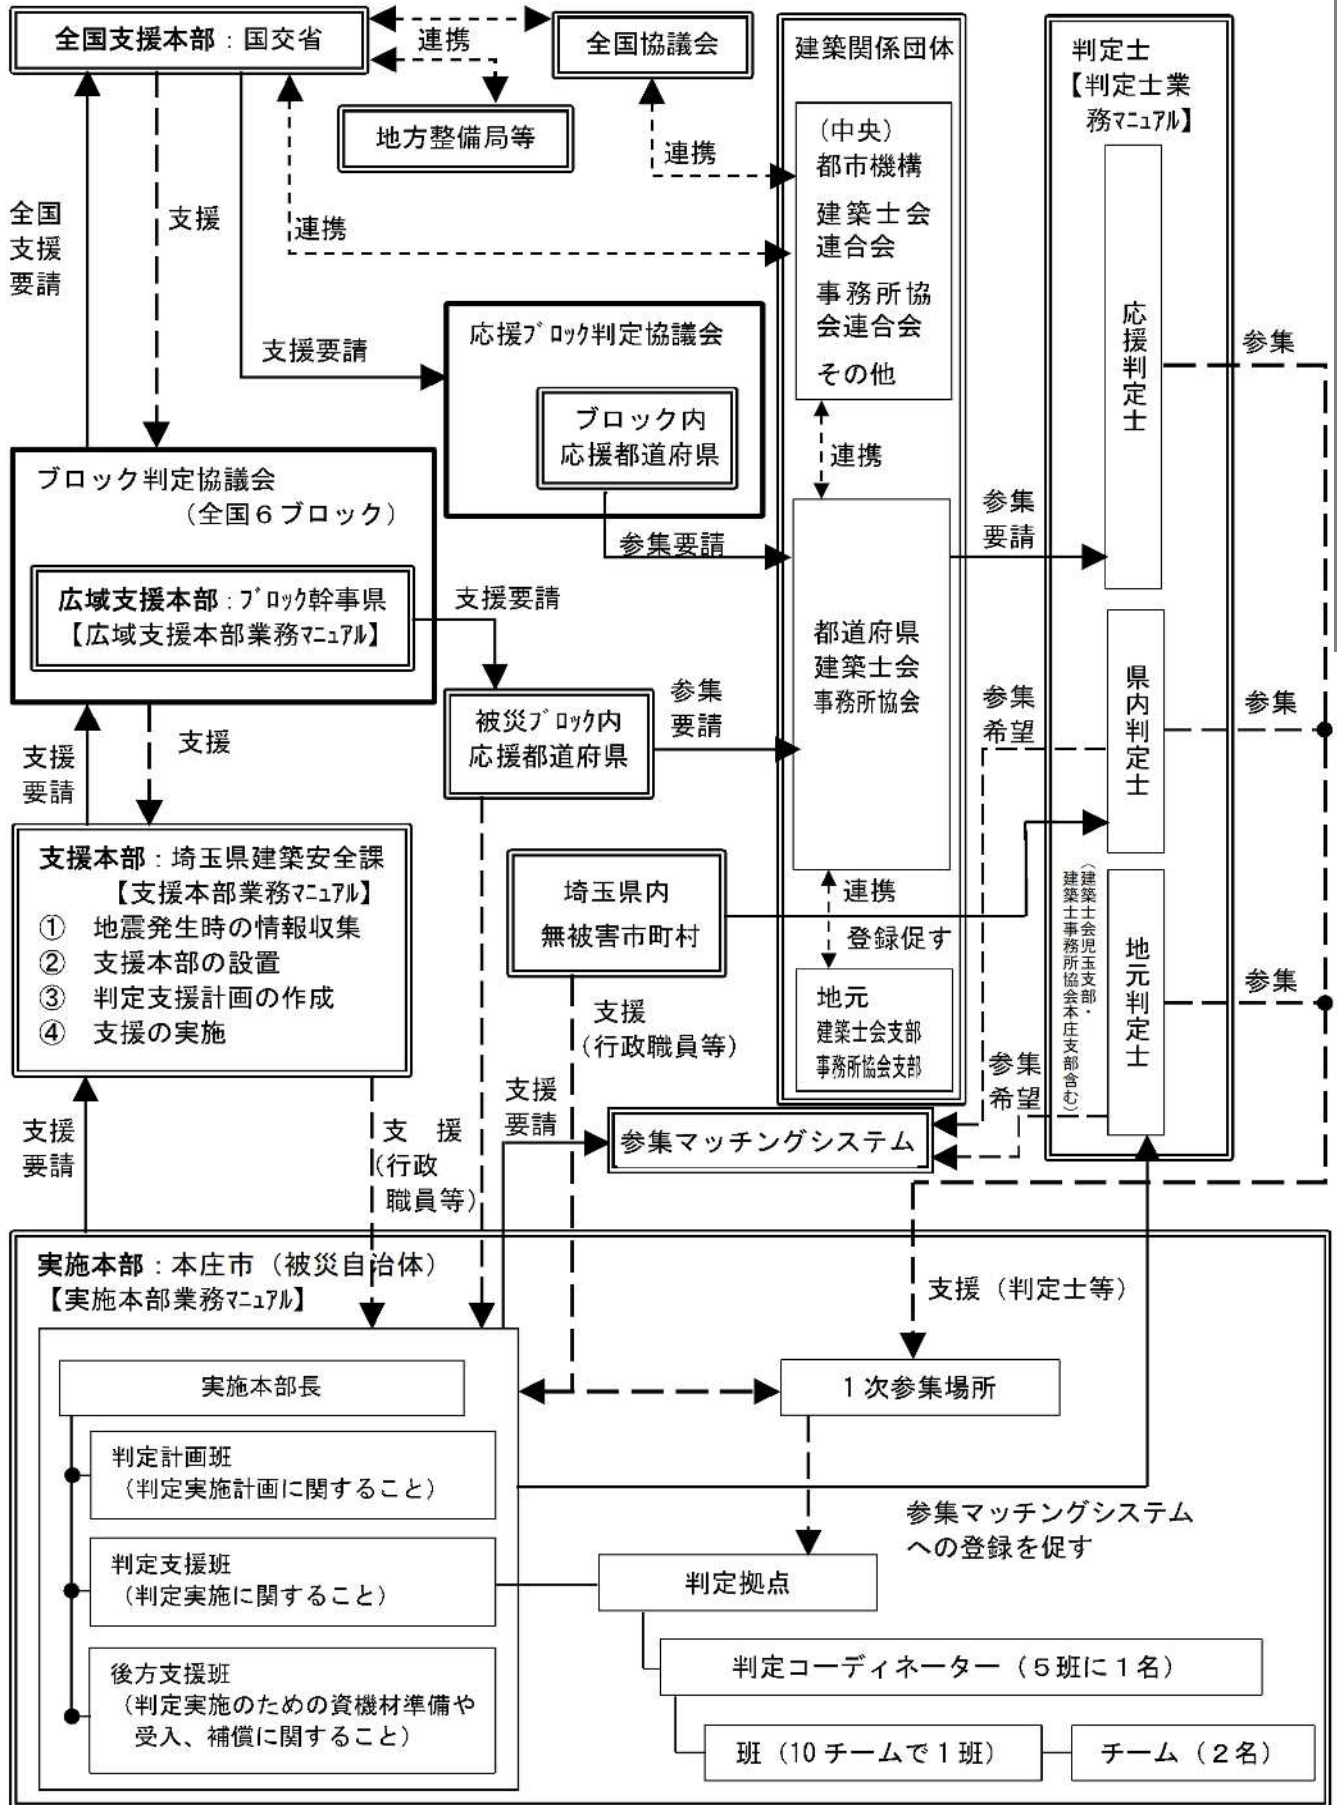 全国支援本部：国交省
連携
全国協議会
地方整備局等
連携
連携
全国
支援
要請
支援
支援要請
建築関係団体
（中央）
都市機構
建築士会
連合会
事務所協
会連合会
その他
連携
都道府県
建築士会
事務所協会
連携
登録促す
地元
建築士会支部
事務所協会支部
判定士
【判定士業
務ﾏﾆｭｱﾙ】
応援判定士
参集
県内判定士
参集
地元判定士
（建築士会児玉支部・
建築士事務所協会本庄支部含む）
参集
応援ﾌﾞﾛｯｸ判定協議会
ブロック内
応援都道府県
参集要請
参集
要請
ブロック判定協議会
（全国６ブロック）
広域支援本部：ﾌﾞﾛｯｸ幹事県
【広域支援本部業務ﾏﾆｭｱﾙ】
支援要請
被災ﾌﾞﾛｯｸ内
応援都道府県
参集
要請
参集
希望
支援
要請
支援
支援本部：埼玉県建築安全課
【支援本部業務ﾏﾆｭｱﾙ】
① 地震発生時の情報収集
② 支援本部の設置
③ 判定支援計画の作成
④ 支援の実施
埼玉県内
無被害市町村
支援
（行政職員等）
支援
要請
参集
希望
参集マッチングシステム
支援
要請
支　援
（行政
職員等）
実施本部：本庄市（被災自治体）
【実施本部業務ﾏﾆｭｱﾙ】
支援（判定士等）
実施本部長
１次参集場所
判定計画班
（判定実施計画に関すること）
参集マッチングシステム
への登録を促す
判定支援班
（判定実施に関すること）
判定拠点
後方支援班
（判定実施のための資機材準備や
受入、補償に関すること）
判定コーディネーター（５班に１名）
班（10 チームで１班）
チーム（２名）